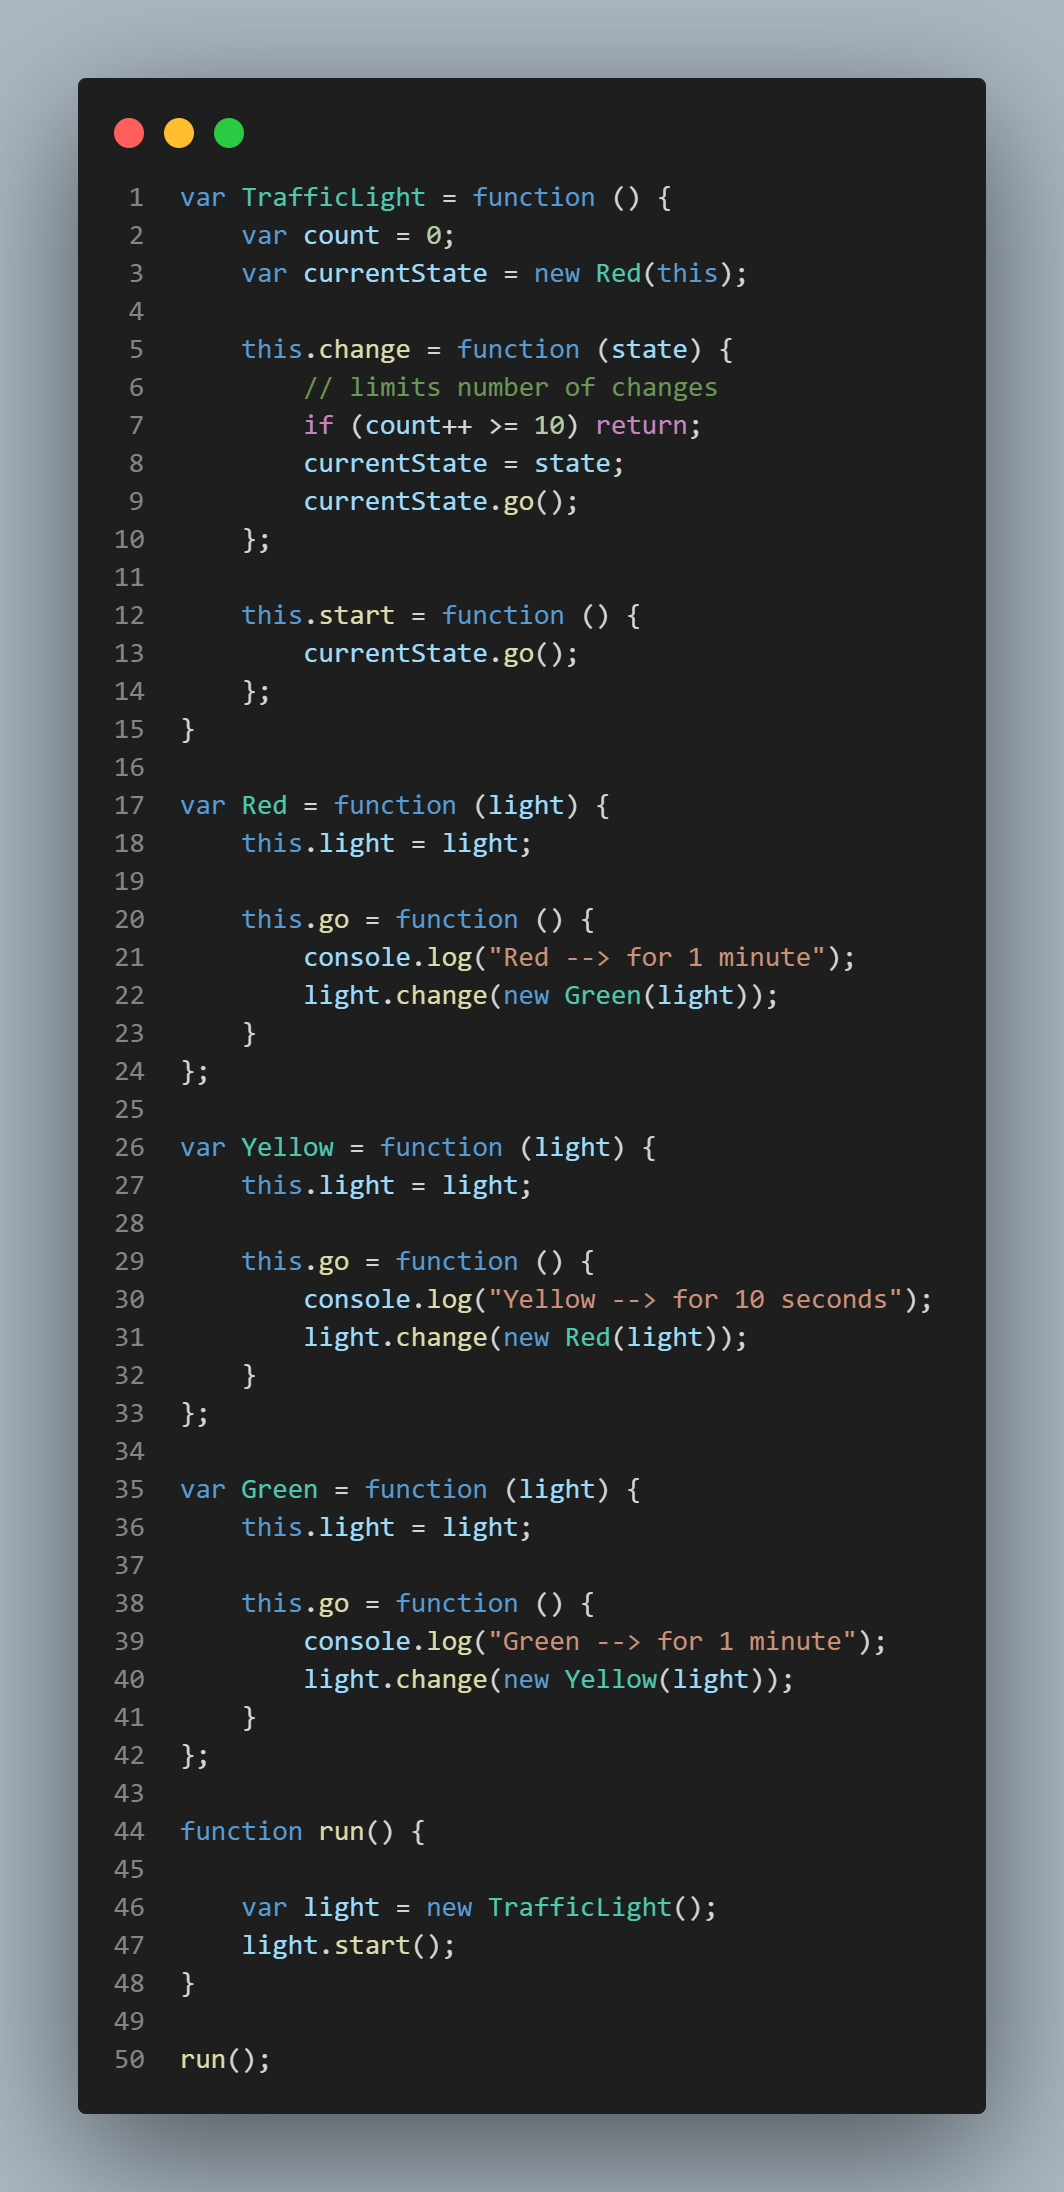 1 var TrafficLight = function () {
2     var count = 0;
3     var currentState = new Red(this);
4
5     this.change = function (state) {
6         // limits number of changes
7         if (count++ >= 10) return;
8         currentState = state;
9         currentState.go();
10     };
11
12     this.start = function () {
13         currentState.go();
14     };
15 }
16
17 var Red = function (light) {
18     this.light = light;
19
20     this.go = function () {
21         console.log("Red --> for 1 minute");
22         light.change(new Green(light));
23     }
24 };
25
26 var Yellow = function (light) {
27     this.light = light;
28
29     this.go = function () {
30         console.log("Yellow --> for 10 seconds");
31         light.change(new Red(light));
32     }
33 };
34
35 var Green = function (light) {
36     this.light = light;
37
38     this.go = function () {
39         console.log("Green --> for 1 minute");
40         light.change(new Yellow(light));
41     }
42 };
43
44 function run() {
45
46     var light = new TrafficLight();
47     light.start();
48 }
49
50 run();